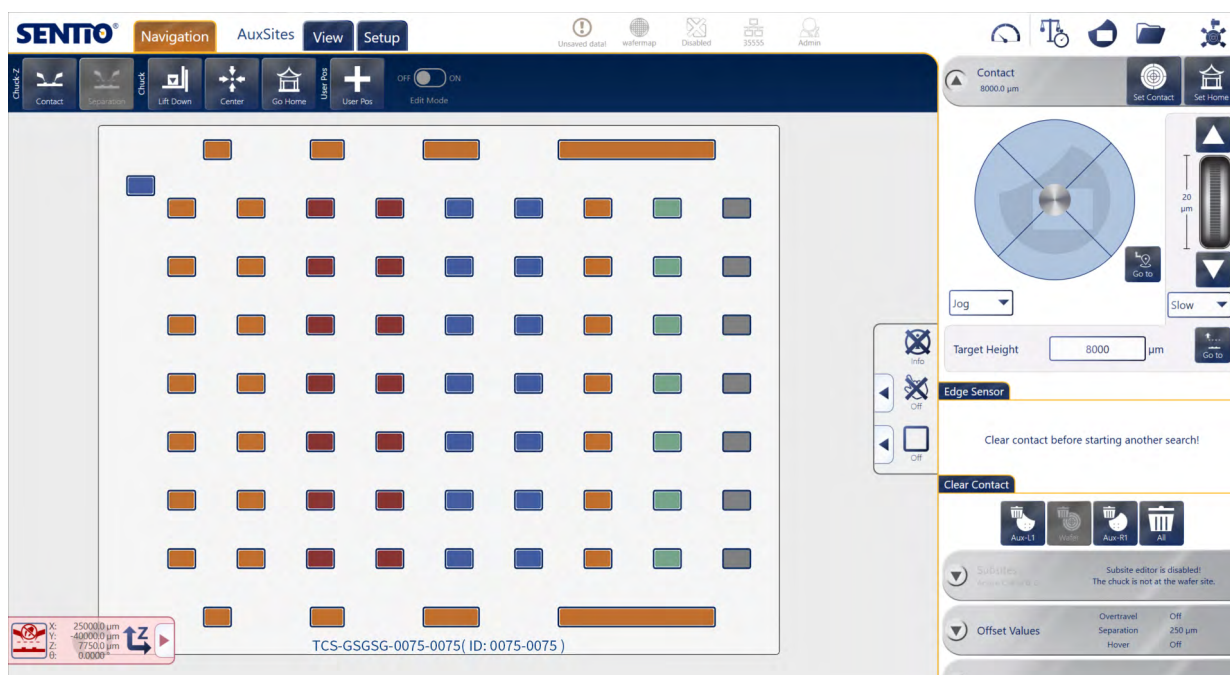 SENTIO®
Navigation
AuxSites
View
Setup
Unsaved data!
wafermap
Disabled
35555
Admin
Chuck-Z
Contact
Separation
Chuck
Lift Down
Center
Go Home
User Pos
User Pos
OFF
ON
Edit Mode
Contact
8000.0 µm
Set Contact
Set Home
20
µm
Go to
Jog
Slow
Target Height
8000
µm
Go to
Info
Off
Off
Edge Sensor
Clear contact before starting another search!
Clear Contact
Aux-L1
Wafer
Aux-R1
All
Subsites
Subsite editor is disabled!
The chuck is not at the wafer site.
Offset Values
Overtravel Off
Separation 250 µm
Hover Off
X: 25000.0 µm
Y: -40000.0 µm
Z: 7750.0 µm
θ: 0.0000 °
Z
TCS-GSGSG-0075-0075( ID: 0075-0075 )